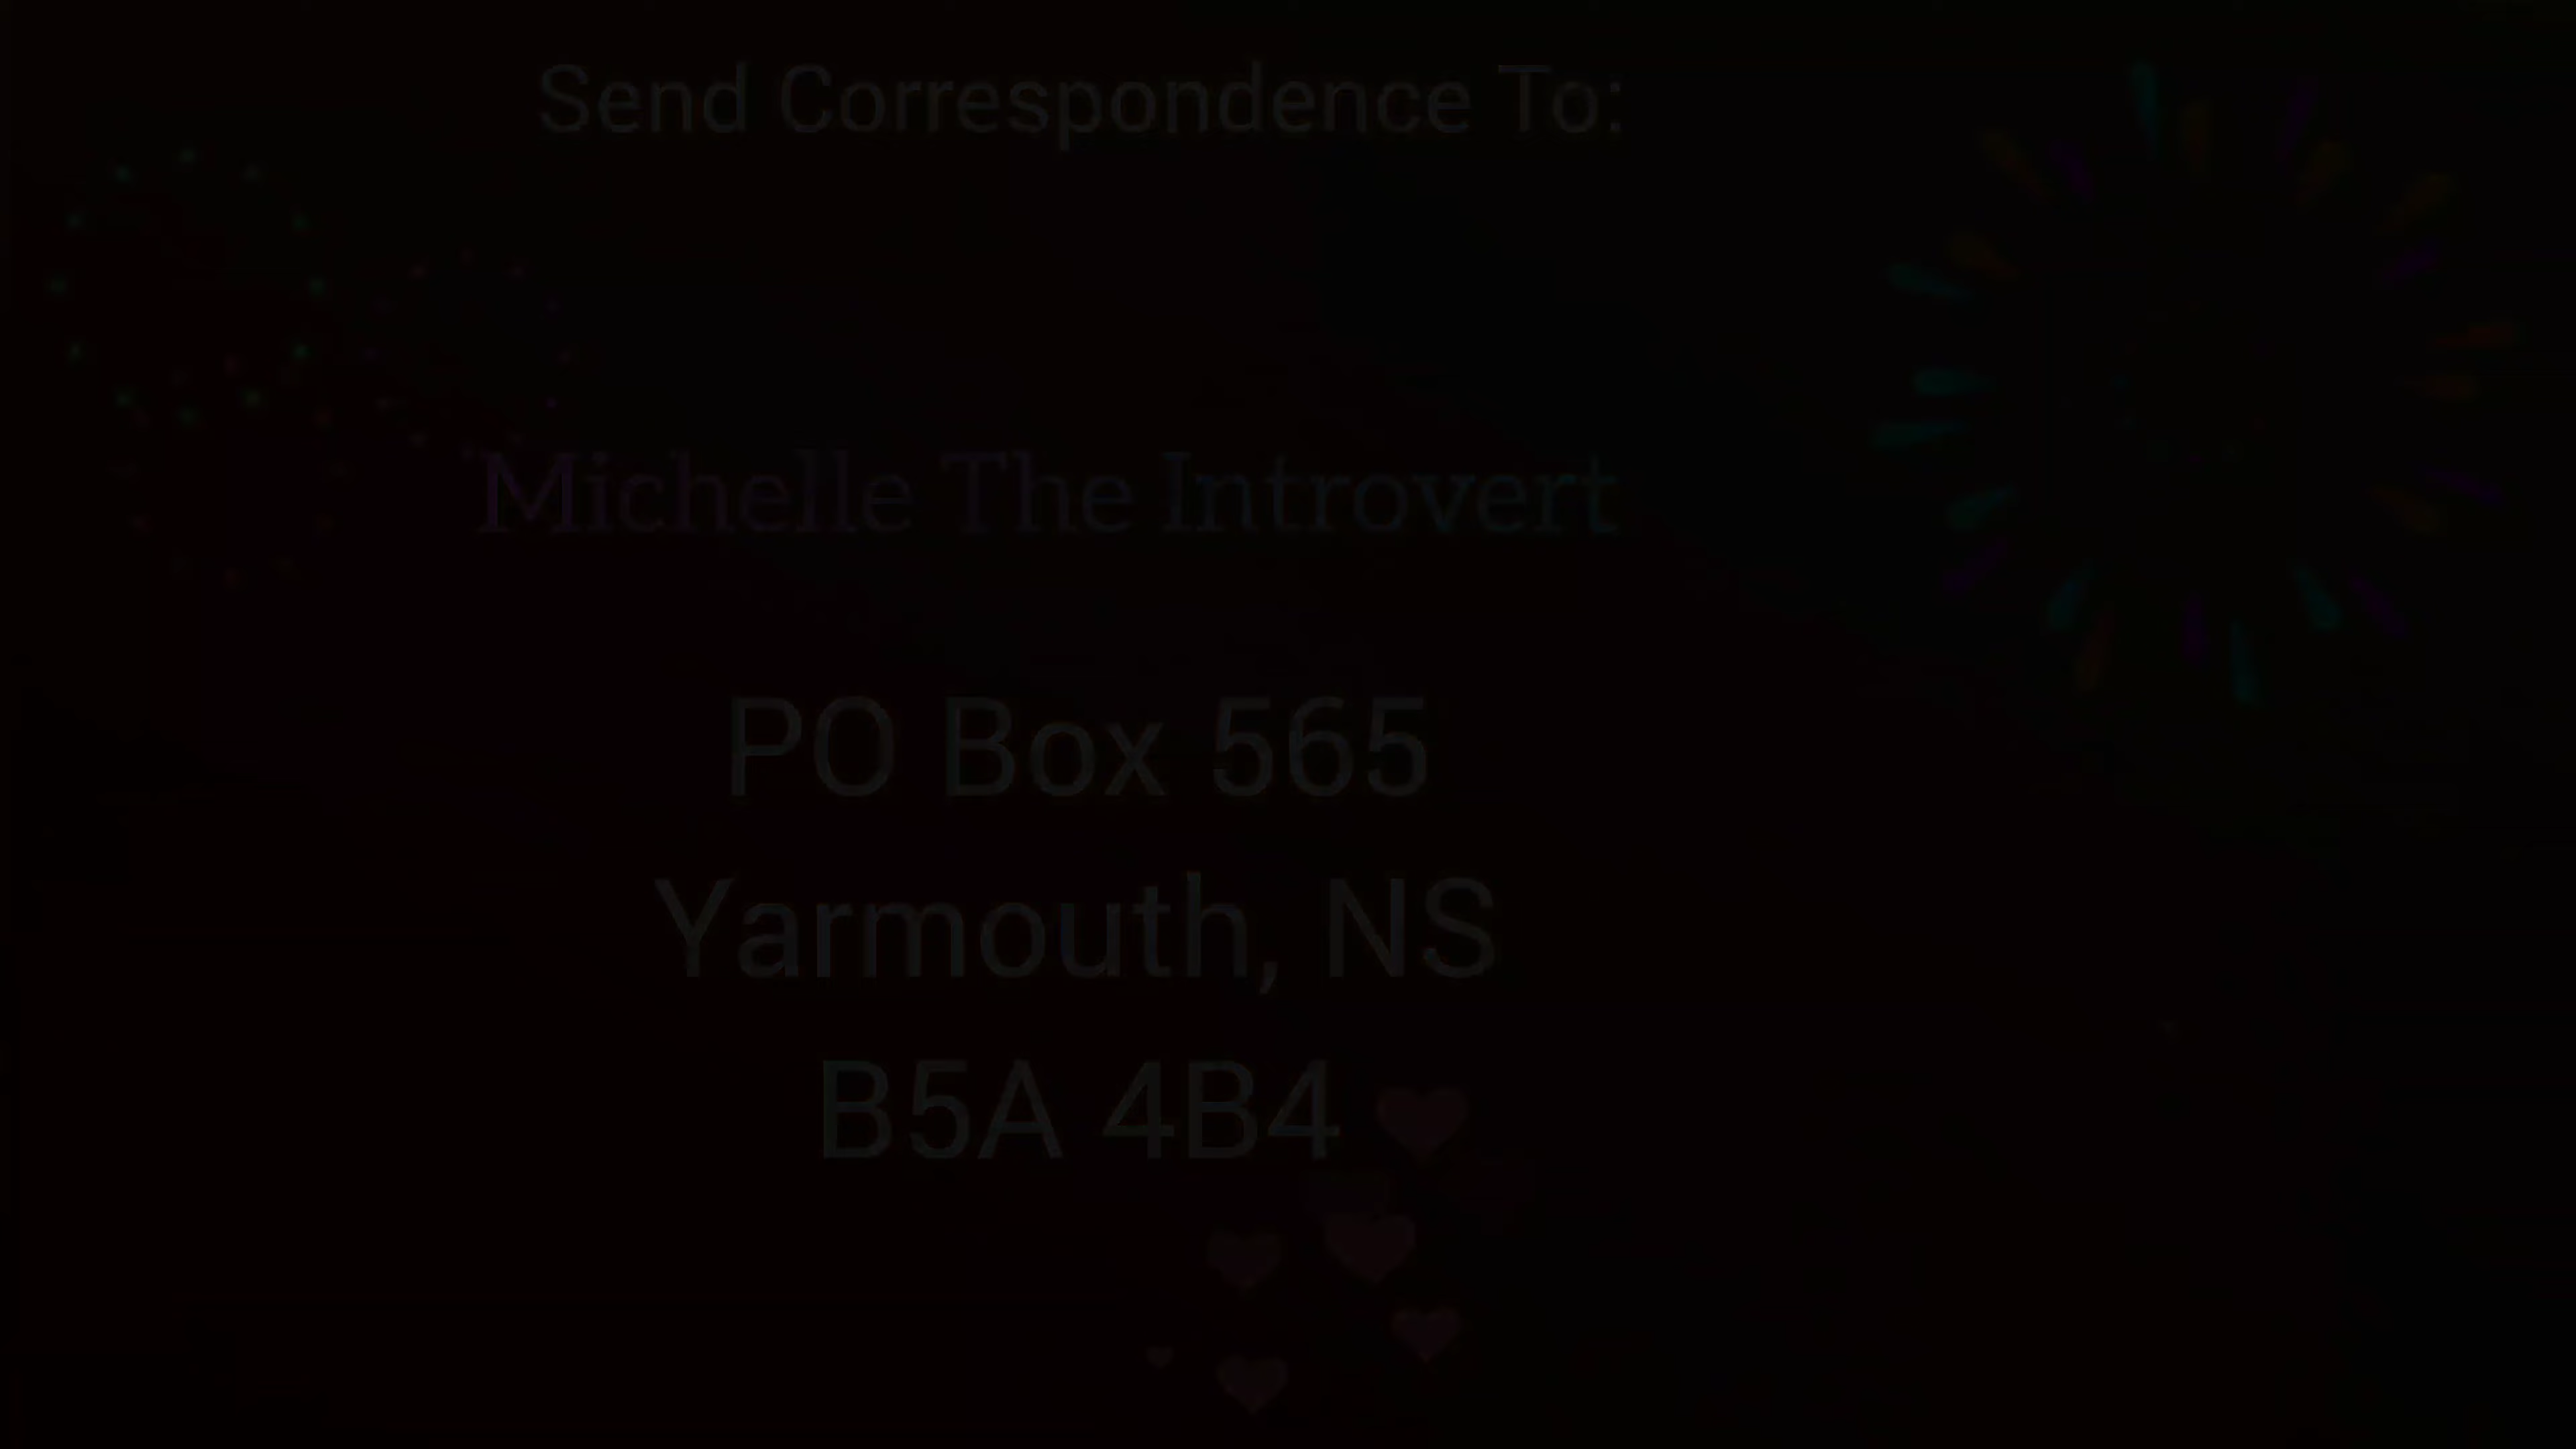 Send Correspondence To:
Michelle The Introvert
PO Box 565
Yarmouth, NS
B5A 4B4